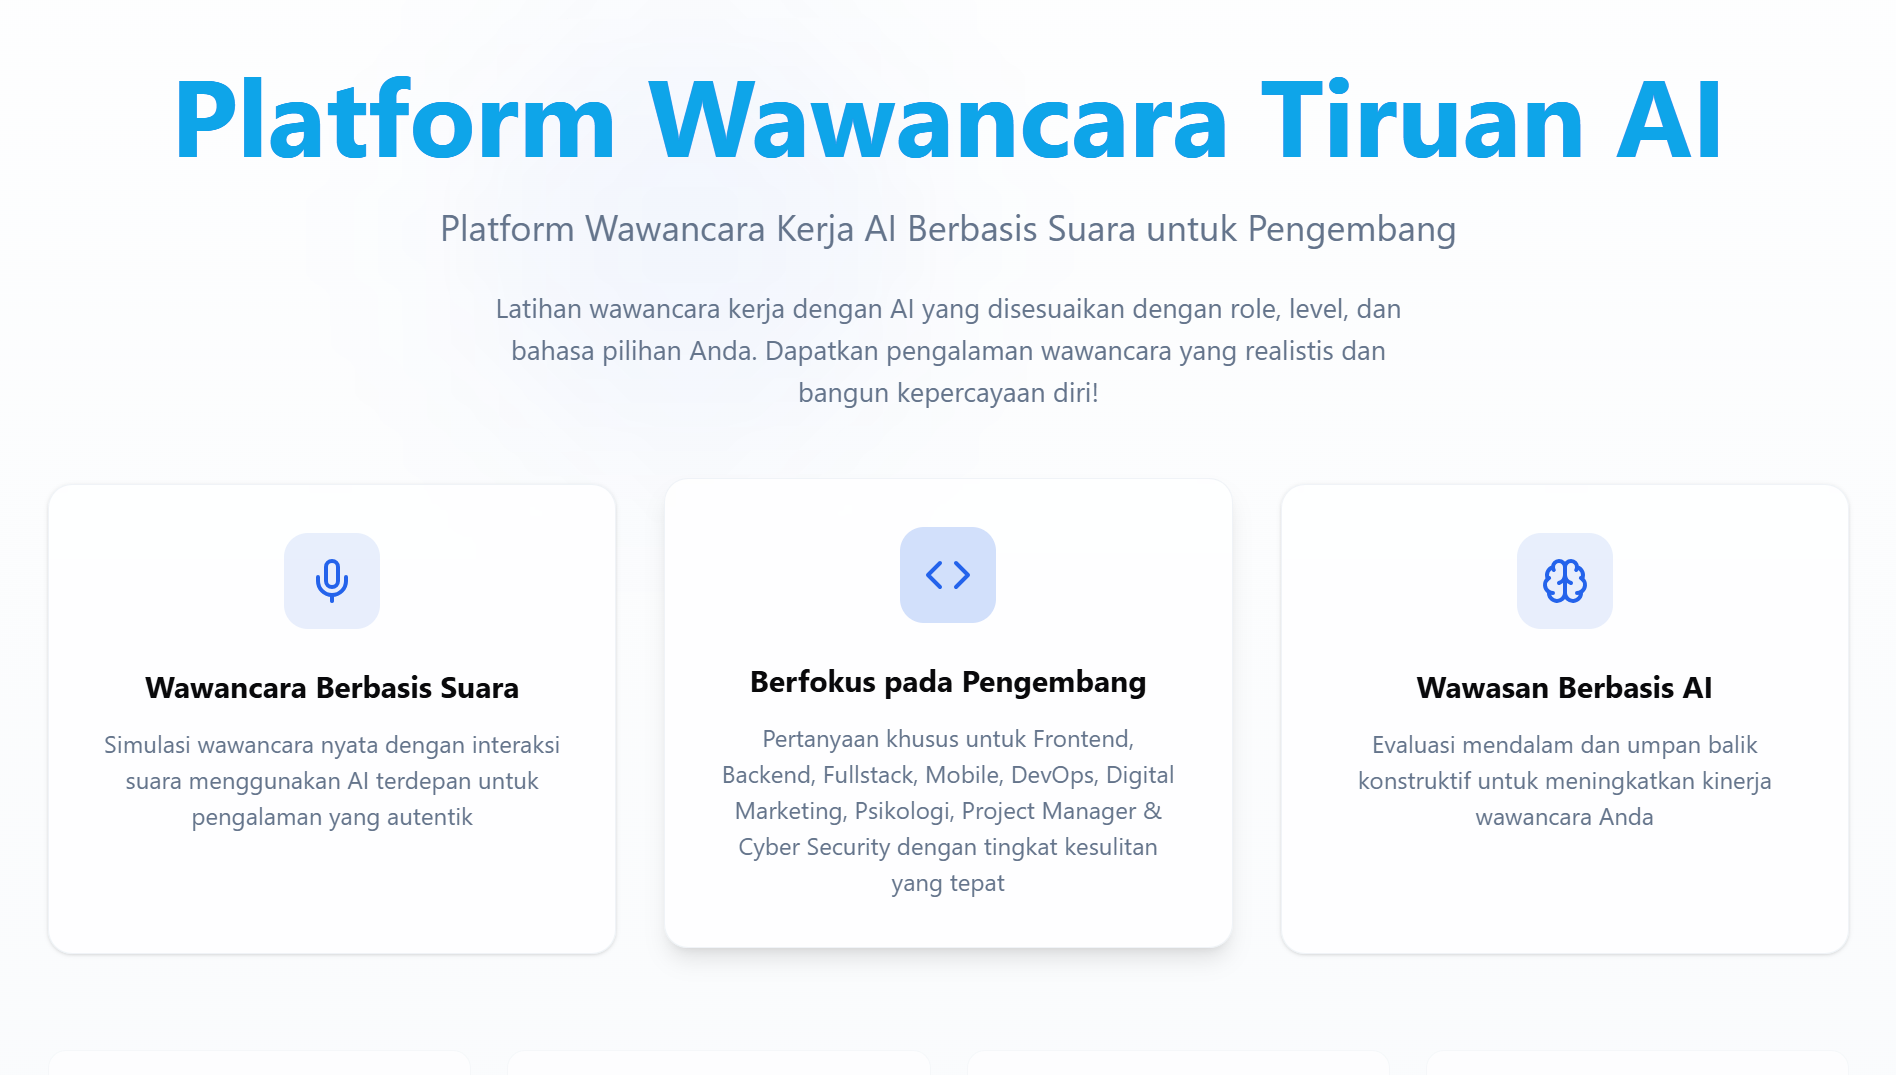 Platform Wawancara Tiruan AI
Platform Wawancara Kerja AI Berbasis Suara untuk Pengembang
Latihan wawancara kerja dengan AI yang disesuaikan dengan role, level, dan
bahasa pilihan Anda. Dapatkan pengalaman wawancara yang realistis dan
bangun kepercayaan diri!
Wawancara Berbasis Suara
Simulasi wawancara nyata dengan interaksi
suara menggunakan AI terdepan untuk
pengalaman yang autentik
Berfokus pada Pengembang
Pertanyaan khusus untuk Frontend,
Backend, Fullstack, Mobile, DevOps, Digital
Marketing, Psikologi, Project Manager &
Cyber Security dengan tingkat kesulitan
yang tepat
Wawasan Berbasis AI
Evaluasi mendalam dan umpan balik
konstruktif untuk meningkatkan kinerja
wawancara Anda